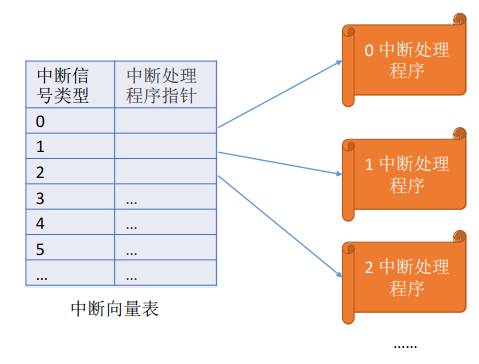 中断信
号类型
中断处理
程序指针
0
1
2
3
...
4
...
5
...
...
...
中断向量表
0 中断处理
程序
1 中断处理
程序
2 中断处理
程序
......